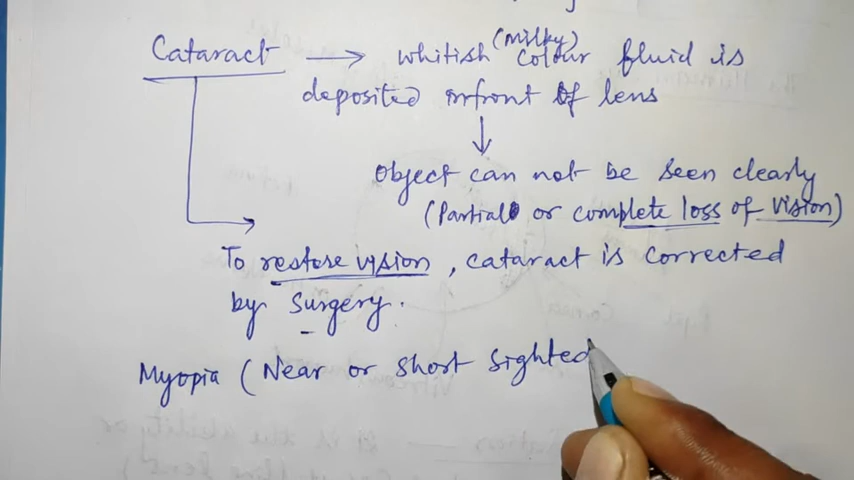 Cataract → whitish (Milky) colour fluid is
deposited infront of lens
Object can not be seen clearly
(Partial or complete loss of vision)
To restore vision, cataract is corrected
by Surgery.
Myopia (Near or Short Sighted